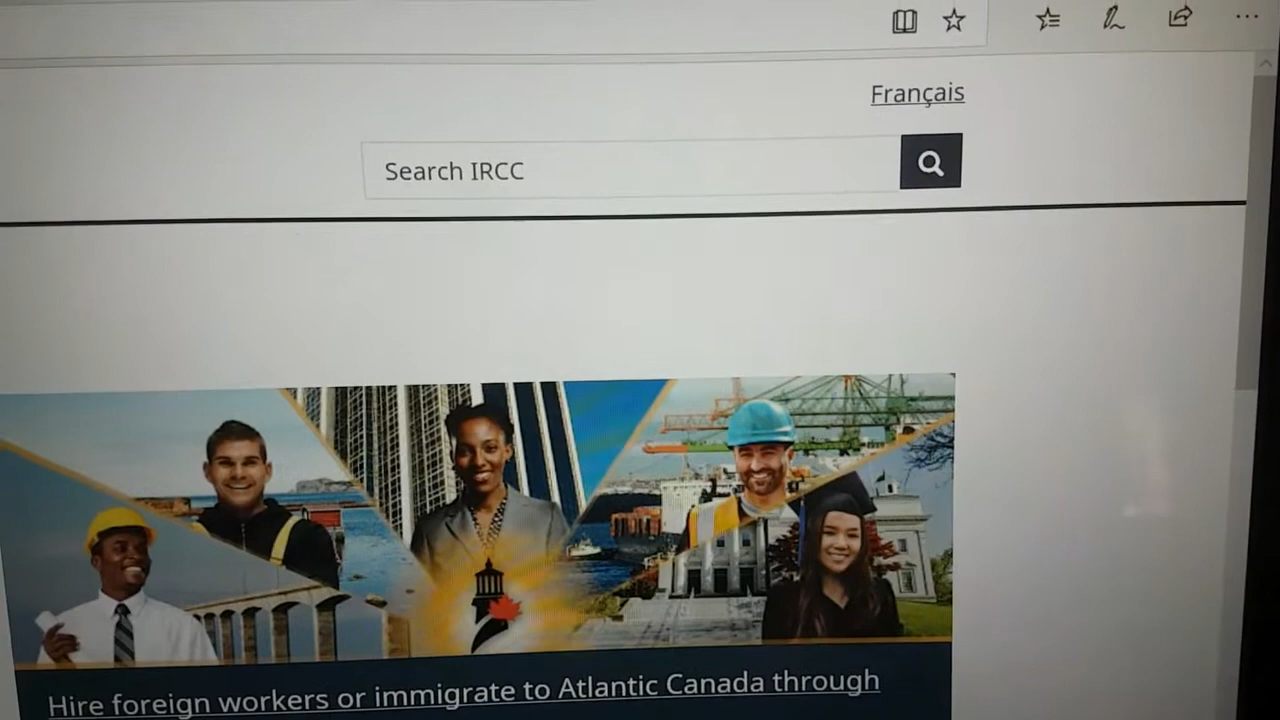 Français
Search IRCC
Hire foreign workers or immigrate to Atlantic Canada through